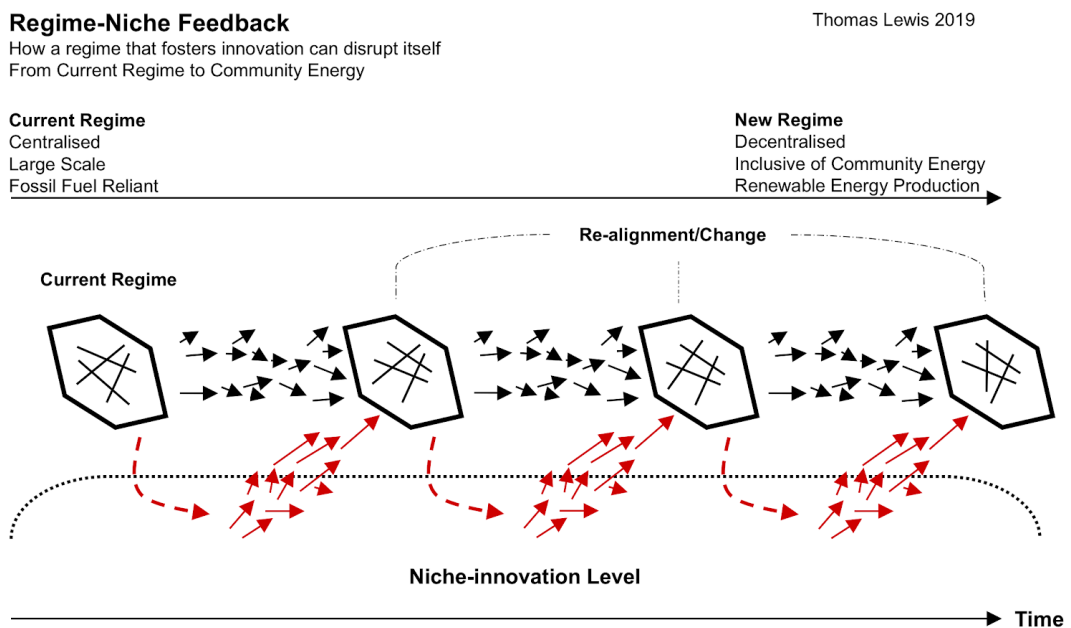 Regime-Niche Feedback
Thomas Lewis 2019
How a regime that fosters innovation can disrupt itself
From Current Regime to Community Energy
Current Regime
Centralised
Large Scale
Fossil Fuel Reliant
New Regime
Decentralised
Inclusive of Community Energy
Renewable Energy Production
Re-alignment/Change
Current Regime
Niche-innovation Level
Time